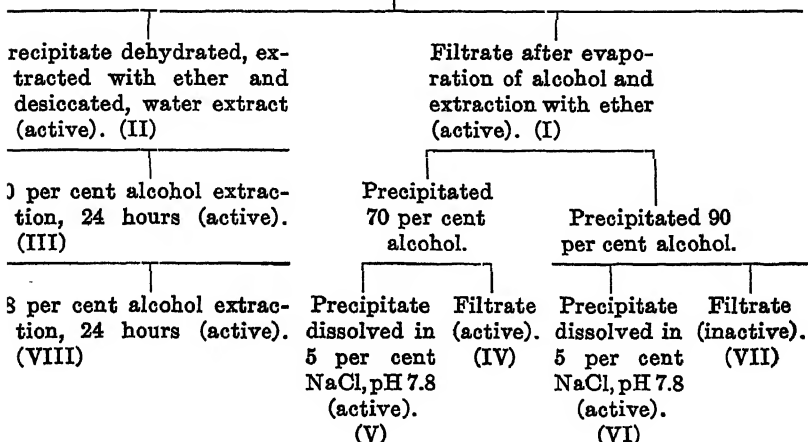 recipitate dehydrated, ex-
tracted with ether and
desiccated, water extract
(active). (II)
Filtrate after evapo-
ration of alcohol and
extraction with ether
(active). (I)
0 per cent alcohol extrac-
tion, 24 hours (active).
(III)
Precipitated
70 per cent
alcohol.
Precipitated 90
per cent alcohol.
8 per cent alcohol extrac-
tion, 24 hours (active).
(VIII)
Precipitate
dissolved in
5 per cent
NaCl, pH 7.8
(active).
(V)
Filtrate
(active).
(IV)
Precipitate
dissolved in
5 per cent
NaCl, pH 7.8
(active).
(VI)
Filtrate
(inactive).
(VII)